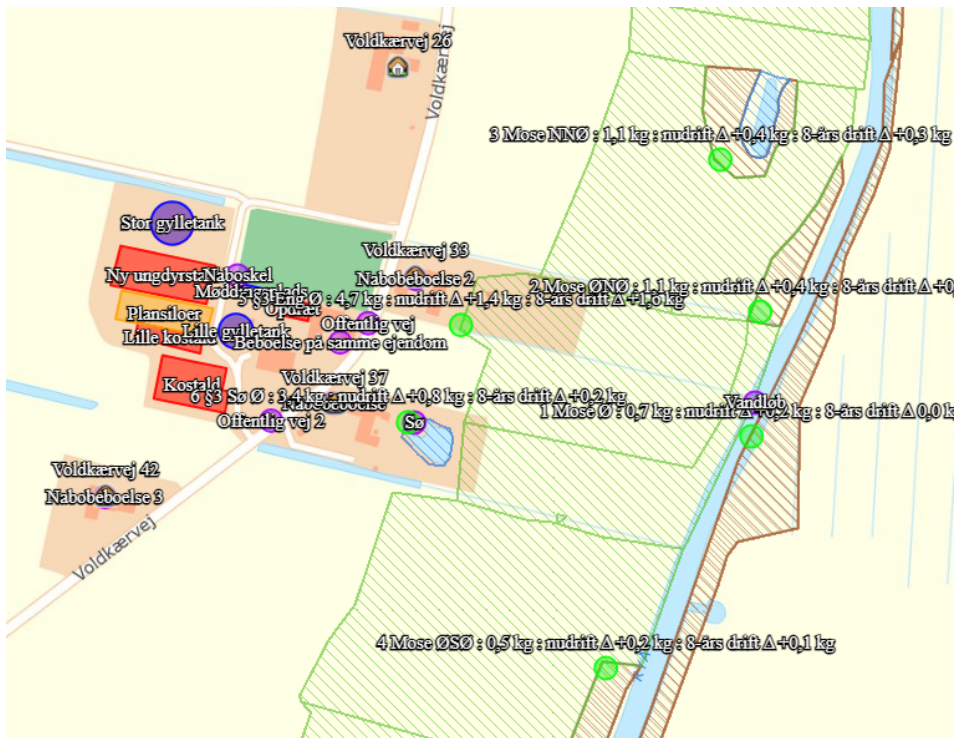 Voldkærvej 26
Voldkærvej
3 Mose NNØ : 1,1 kg : nudrift Δ +0,4 kg : 8-års drift Δ +0,3 kg
Stor gylletank
Voldkærvej 33
Ny ungdyrsta
Naboskel
Nabobeboelse 2
2 Mose ØNØ : 1,1 kg : nudrift Δ +0,4 kg : 8-års drift Δ +0,
5 §3 Eng Ø : 4,7 kg : nudrift Δ +1,4 kg : 8-års drift Δ
Plansiloer
Opdræt
Offentlig vej
Lille kostald
Lille gylletank
Beboelse på samme ejendom
Voldkærvej 37
Kostald
6 §3 Sø Ø : 3,4 kg : nudrift Δ +0,8 kg : 8-års drift Δ +0,2 kg
Nabobeboelse
Vandløb
1 Mose Ø : 0,7 kg : nudrift Δ +0,2 kg : 8-års drift Δ 0,0 k
Offentlig vej 2
Sø
Voldkærvej 42
Nabobeboelse 3
Voldkærvej
4 Mose ØSØ : 0,5 kg : nudrift Δ +0,2 kg : 8-års drift Δ +0,1 kg